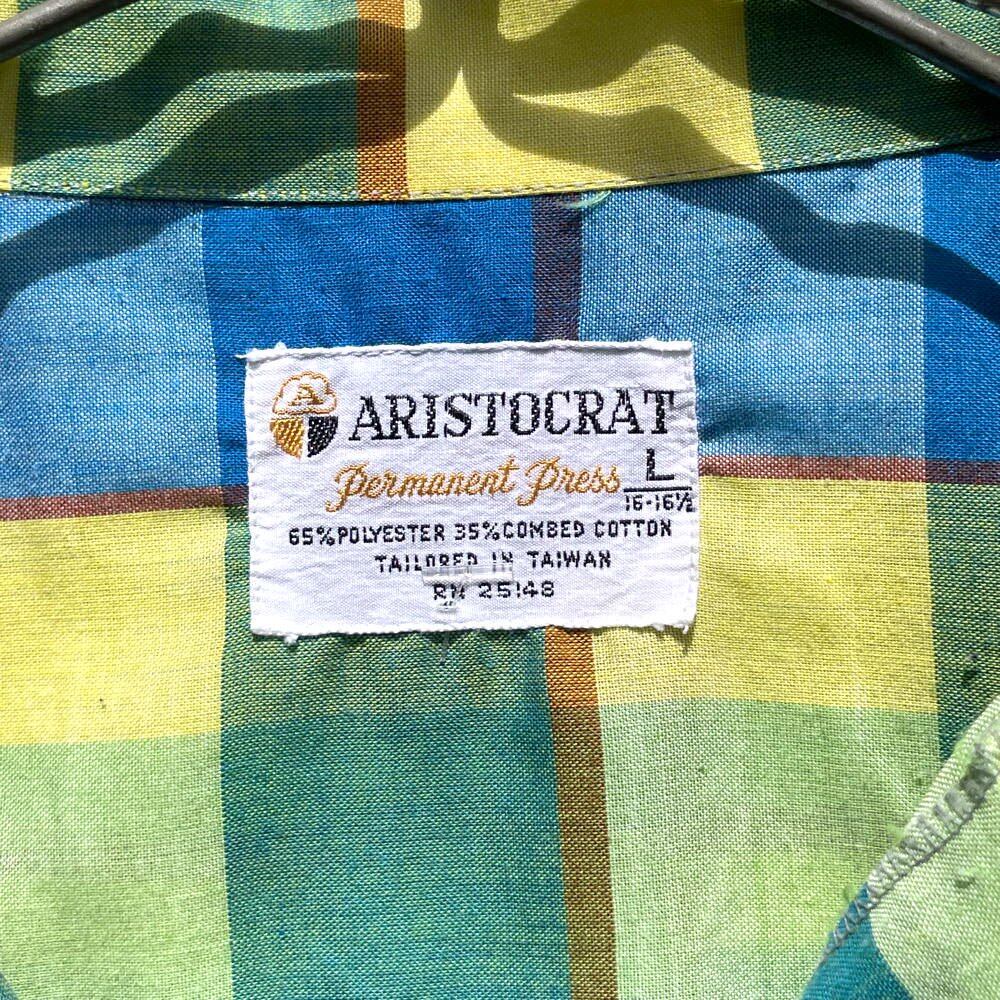 ARISTOCRAT
Permanent Press L
16-16½
65% POLYESTER 35% COMBED COTTON
TAILORED IN TAIWAN
RN 25148